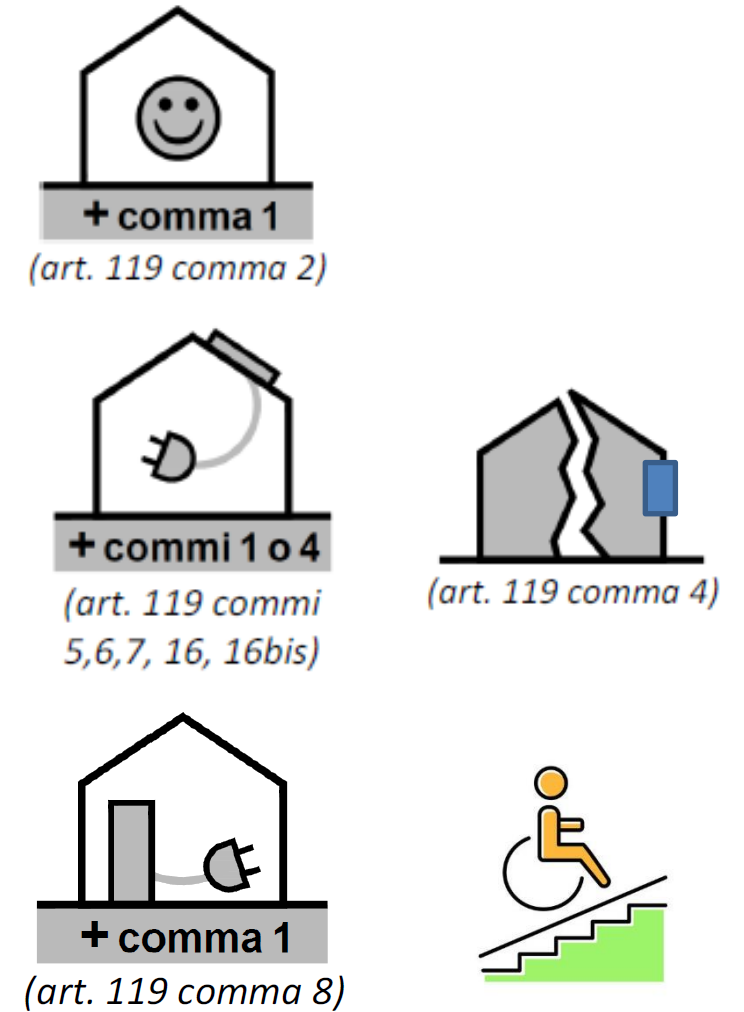 + comma 1
(art. 119 comma 2)
+ commi 1 o 4
(art. 119 commi
5,6,7, 16, 16bis)
(art. 119 comma 4)
+ comma 1
(art. 119 comma 8)